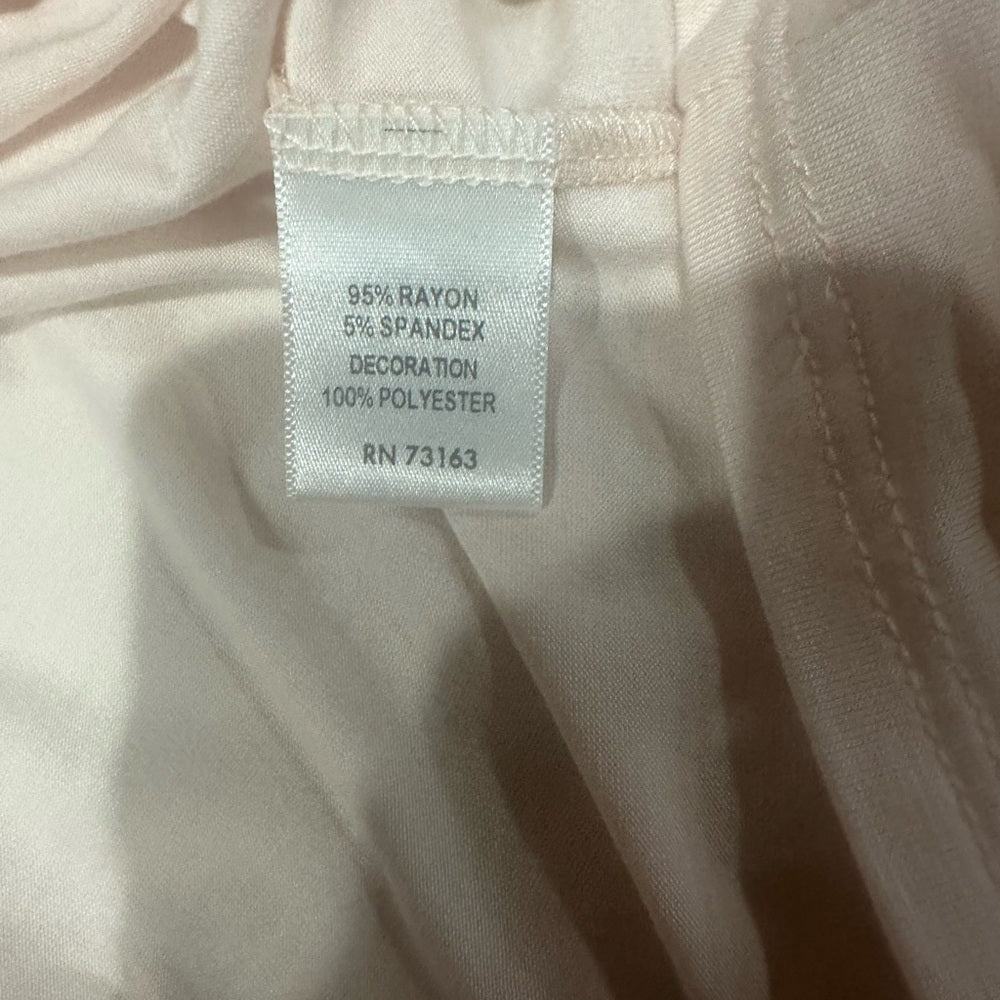 95% RAYON
5% SPANDEX
DECORATION
100% POLYESTER
RN 73163